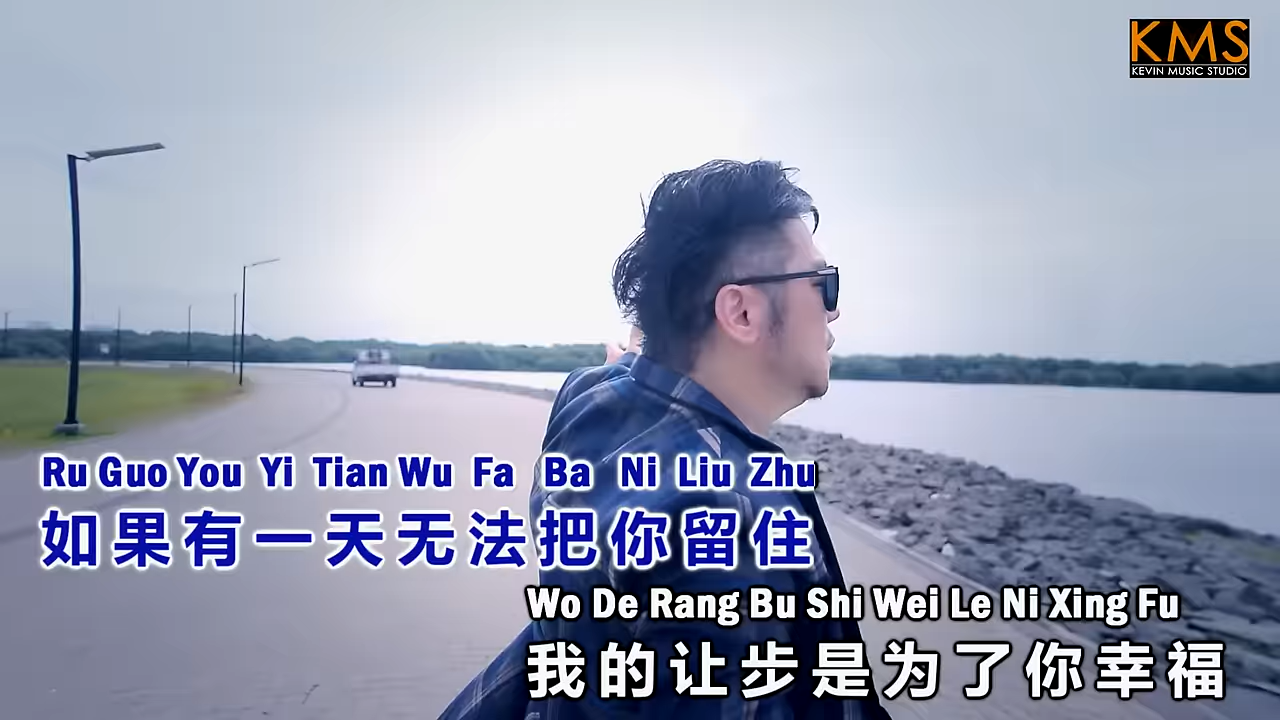 KMS
KEVIN MUSIC STUDIO
Ru Guo You Yi Tian Wu Fa Ba Ni Liu Zhu
如果有一天无法把你留住
Wo De Rang Bu Shi Wei Le Ni Xing Fu
我的让步是为了你幸福